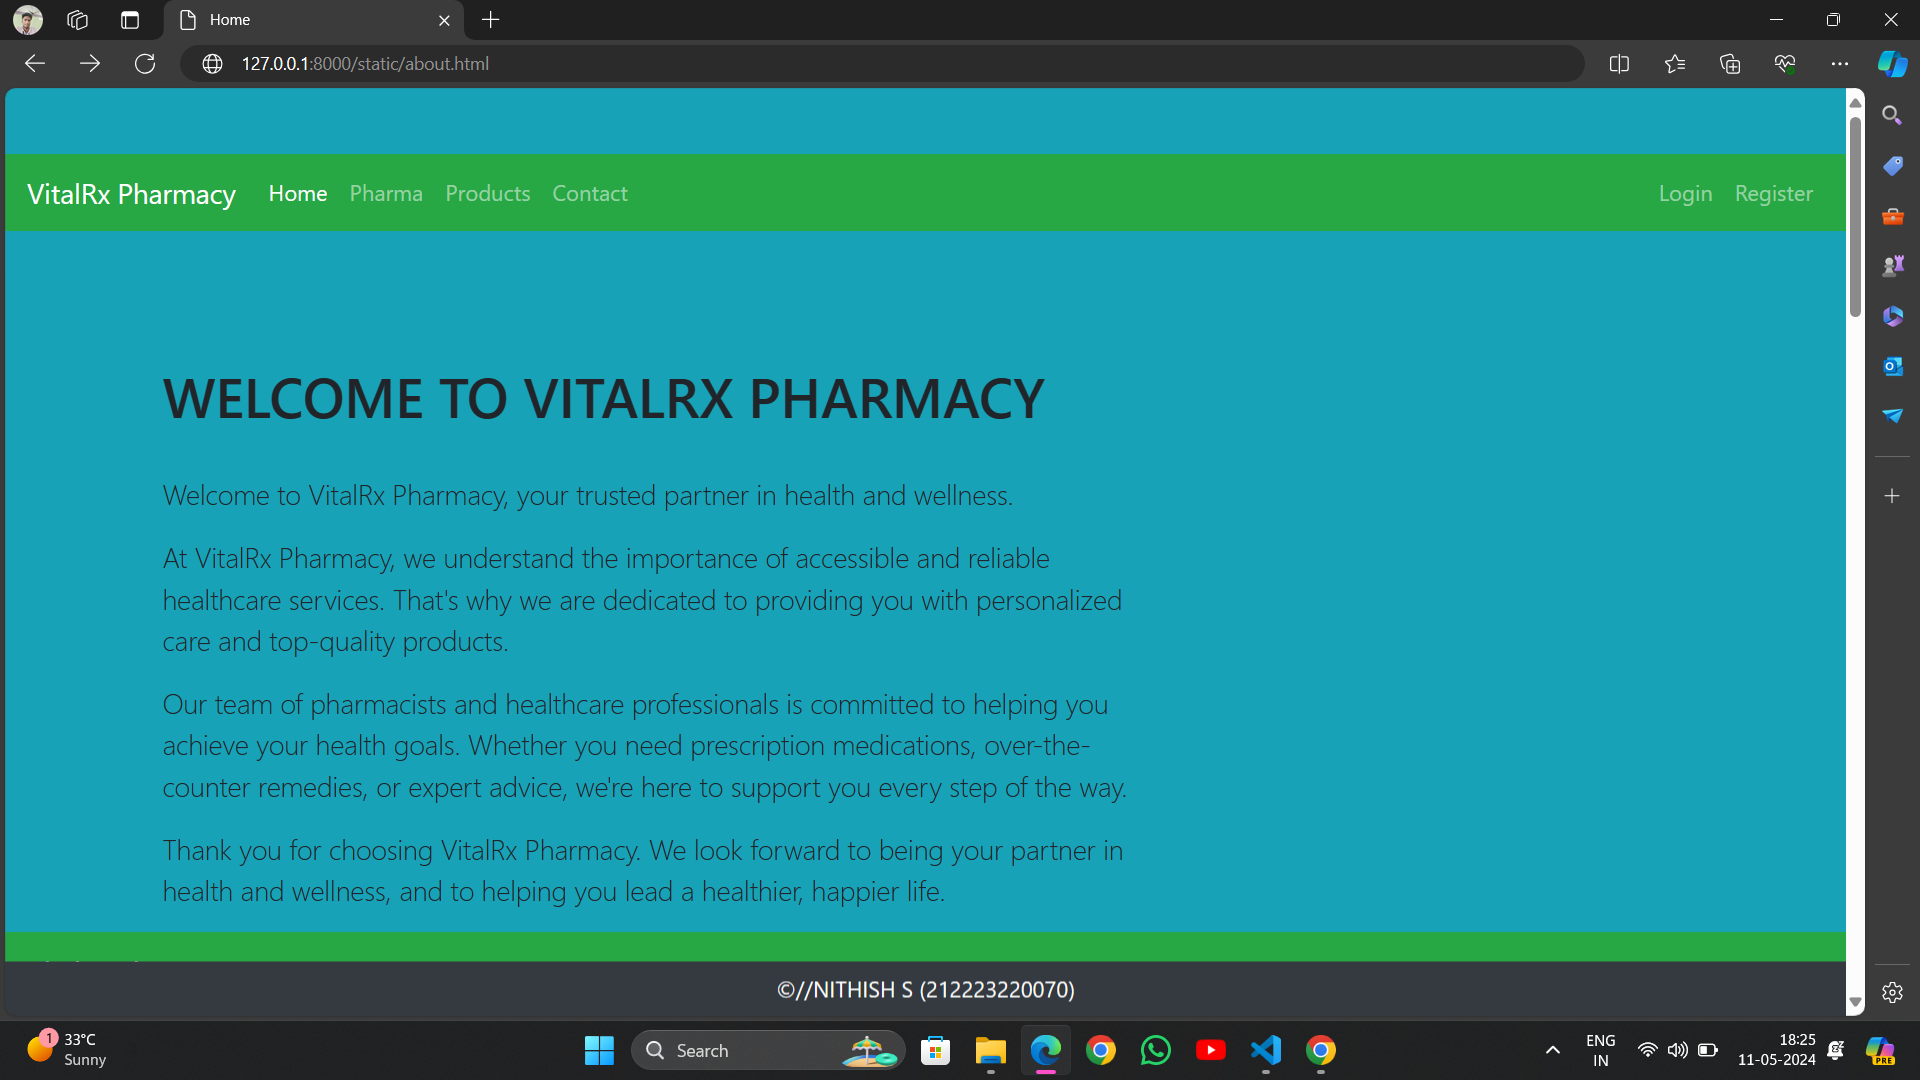 Home
127.0.0.1:8000/static/about.html
VitalRx Pharmacy Home Pharma Products Contact Login Register
WELCOME TO VITALRX PHARMACY
Welcome to VitalRx Pharmacy, your trusted partner in health and wellness.
At VitalRx Pharmacy, we understand the importance of accessible and reliable
healthcare services. That's why we are dedicated to providing you with personalized
care and top-quality products.
Our team of pharmacists and healthcare professionals is committed to helping you
achieve your health goals. Whether you need prescription medications, over-the-
counter remedies, or expert advice, we're here to support you every step of the way.
Thank you for choosing VitalRx Pharmacy. We look forward to being your partner in
health and wellness, and to helping you lead a healthier, happier life.
©//NITHISH S (212223220070)
1
33°C
Sunny
Search
ENG
IN
18:25
11-05-2024
PRE